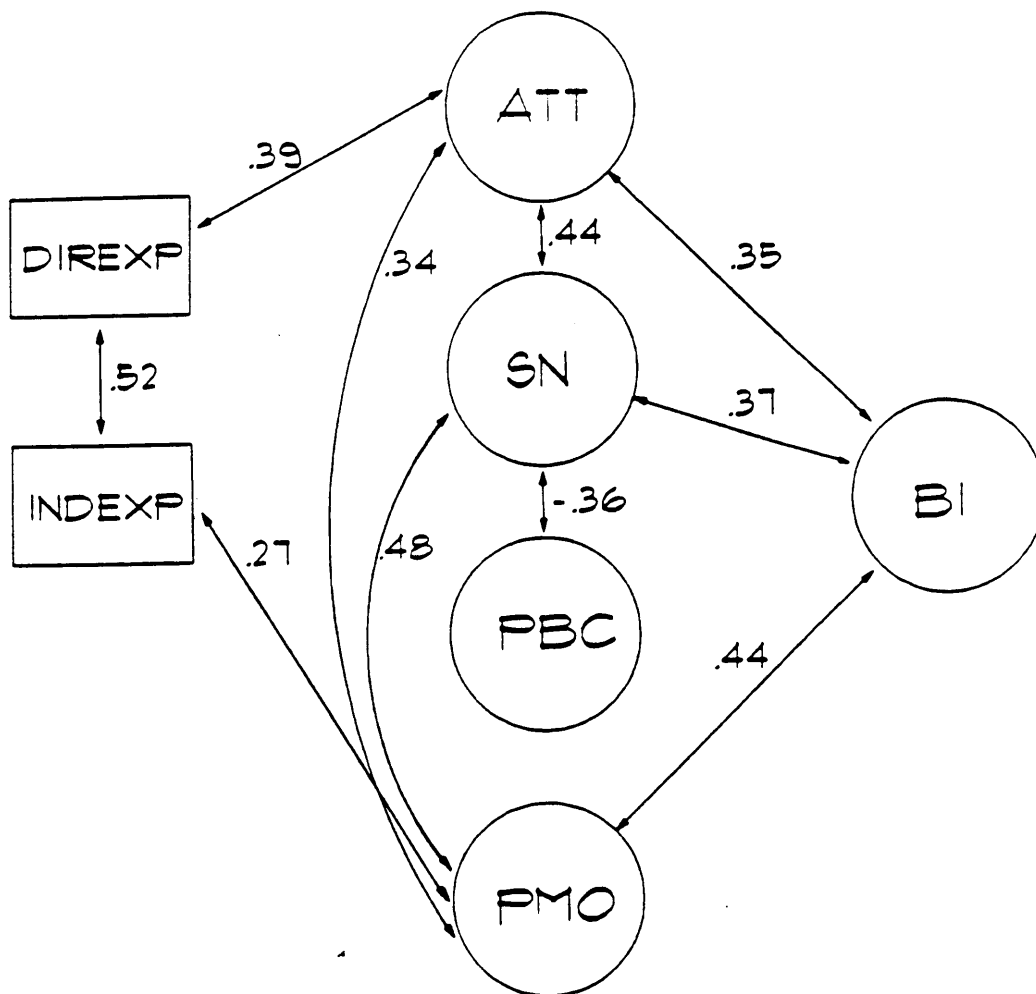 ATT
.39
.44
DIREXP
.34
.35
.52
SN
.37
INDEXP
-.36
BI
.27
.48
PBC
.44
PMO